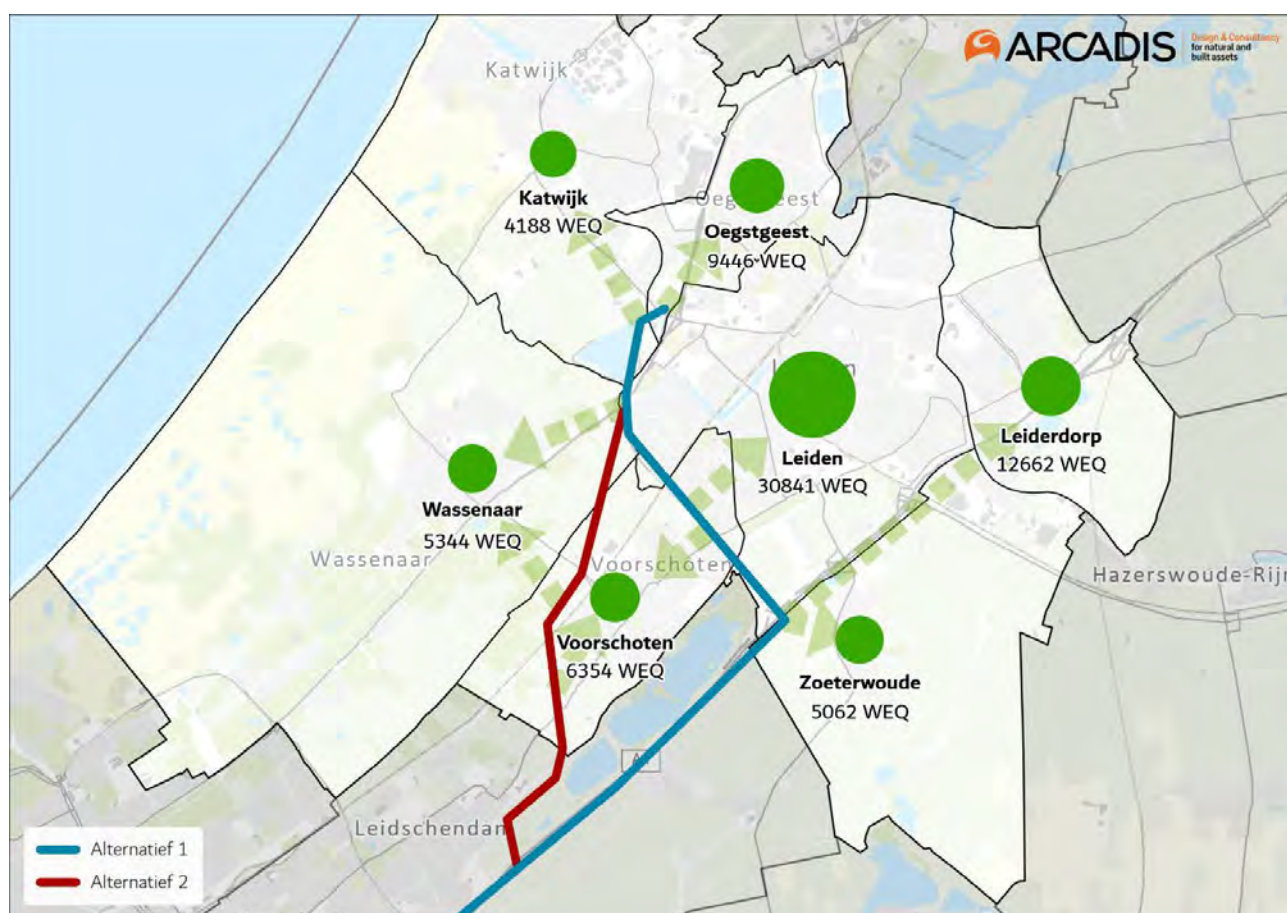 ARCADIS
Design & Consultancy
for natural and
built assets
Katwijk
Katwijk
4188 WEQ
Oegstgeest
Oegstgeest
9446 WEQ
Leiden
30841 WEQ
Leiderdorp
12662 WEQ
Wassenaar
5344 WEQ
Wassenaar
Voorschoten
Voorschoten
6354 WEQ
Zoeterwoude
5062 WEQ
Hazerswoude-Rijn
Leidschendam
Alternatief 1
Alternatief 2